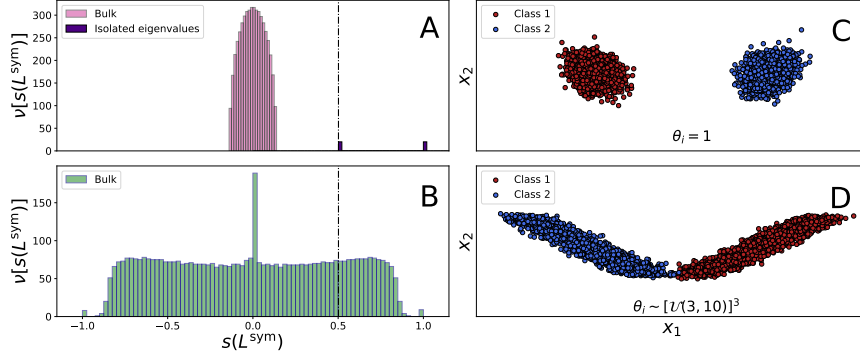 300
250
200
150
100
50
0
ν[s(L^sym)]
Bulk
Isolated eigenvalues
A
150
100
50
0
ν[s(L^sym)]
Bulk
B
−1.0 −0.5 0.0 0.5 1.0
s(L^sym)
x₂
Class 1
Class 2
C
θᵢ = 1
x₂
Class 1
Class 2
D
θᵢ ~ [𝒰(3, 10)]³
x₁